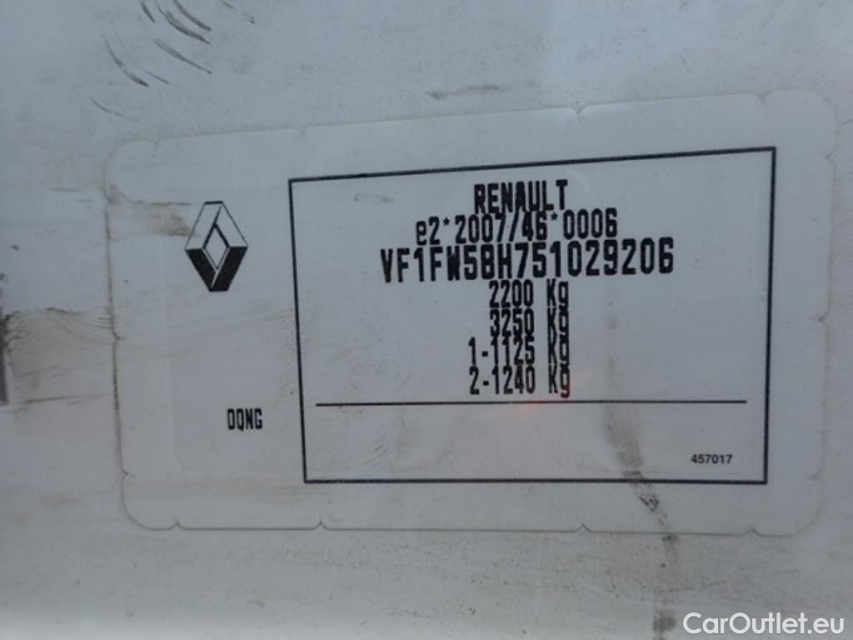 RENAULT
e2*2007/46*0006
VF1FW58H751029206
2200 Kg
3250 Kg
1-1125 Kg
2-1240 Kg
DQNG
457017
CarOutlet.eu